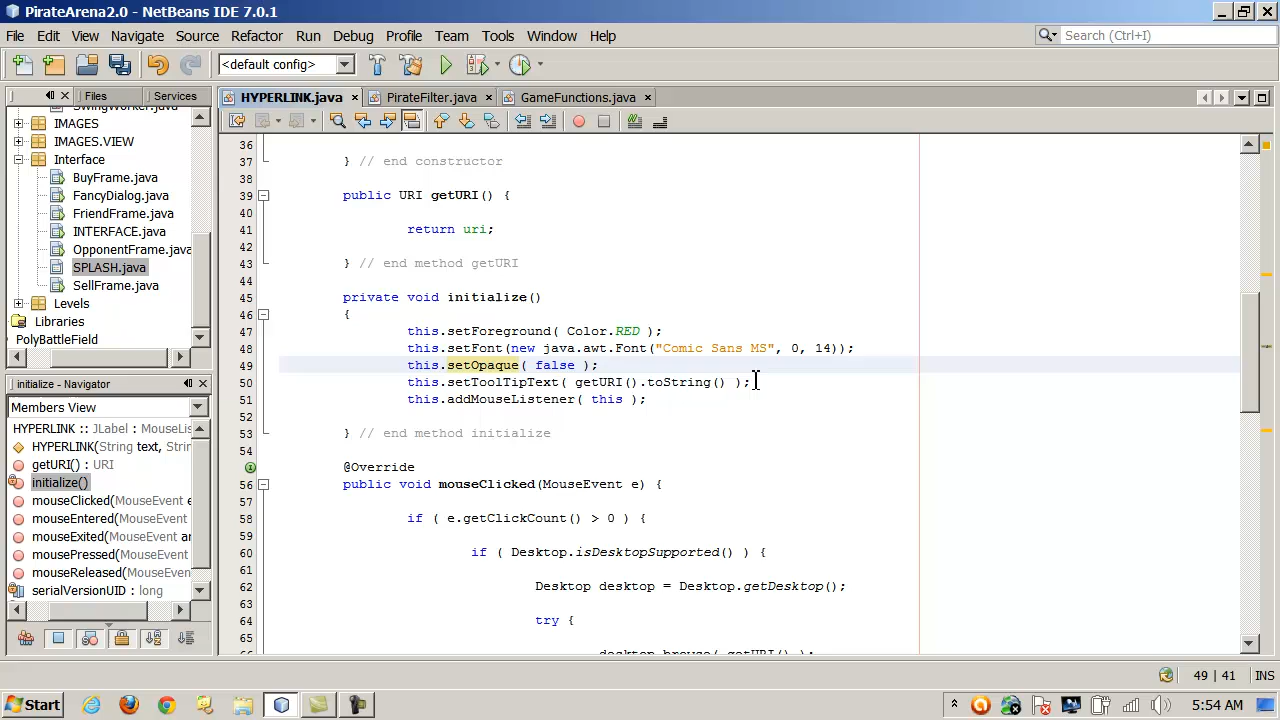 PirateArena2.0 - NetBeans IDE 7.0.1
File Edit View Navigate Source Refactor Run Debug Profile Team Tools Window Help
Search (Ctrl+I)
<default config>
Files Services
HYPERLINK.java PirateFilter.java GameFunctions.java
SwingWorker.java
IMAGES
IMAGES.VIEW
Interface
BuyFrame.java
FancyDialog.java
FriendFrame.java
INTERFACE.java
OpponentFrame.java
SPLASH.java
SellFrame.java
Levels
Libraries
PolyBattleField
initialize - Navigator
Members View
HYPERLINK :: JLabel : MouseLis
HYPERLINK(String text, Strin
getURI() : URI
initialize()
mouseClicked(MouseEvent e
mouseEntered(MouseEvent
mouseExited(MouseEvent ar
mousePressed(MouseEvent
mouseReleased(MouseEven
serialVersionUID : long
36
37 } // end constructor
38
39 public URI getURI() {
40
41 return uri;
42
43 } // end method getURI
44
45 private void initialize()
46 {
47 this.setForeground( Color.RED );
48 this.setFont(new java.awt.Font("Comic Sans MS", 0, 14));
49 this.setOpaque( false );
50 this.setToolTipText( getURI().toString() );
51 this.addMouseListener( this );
52
53 } // end method initialize
54
@Override
56 public void mouseClicked(MouseEvent e) {
57
58 if ( e.getClickCount() > 0 ) {
59
60 if ( Desktop.isDesktopSupported() ) {
61
62 Desktop desktop = Desktop.getDesktop();
63
64 try {
65
66 desktop.browse( getURI() );
49 | 41 INS
Start
5:54 AM